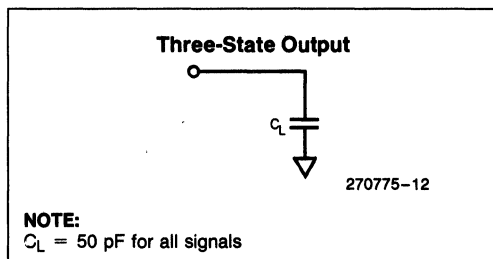 Three-State Output
CL
270775-12
NOTE:
CL = 50 pF for all signals